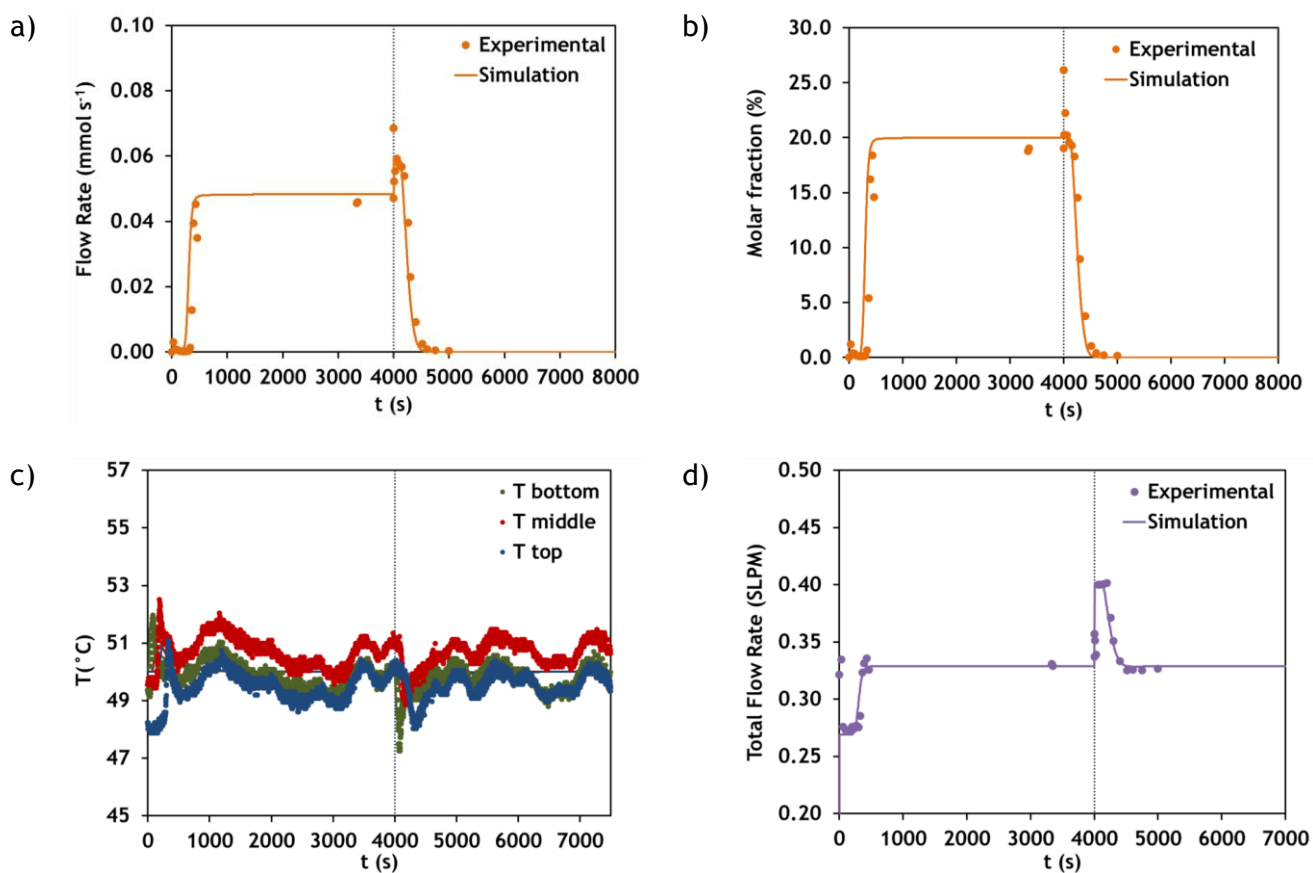 a)
0.10
0.08
0.06
0.04
0.02
0.00
Flow Rate (mmol s⁻¹)
Experimental
Simulation
0 1000 2000 3000 4000 5000 6000 7000 8000
t (s)
b)
30.0
25.0
20.0
15.0
10.0
5.0
0.0
Molar fraction (%)
Experimental
Simulation
0 1000 2000 3000 4000 5000 6000 7000 8000
t (s)
c)
57
55
53
51
49
47
45
T(°C)
T bottom
T middle
T top
0 1000 2000 3000 4000 5000 6000 7000
t (s)
d)
0.50
0.45
0.40
0.35
0.30
0.25
0.20
Total Flow Rate (SLPM)
Experimental
Simulation
0 1000 2000 3000 4000 5000 6000 7000
t (s)